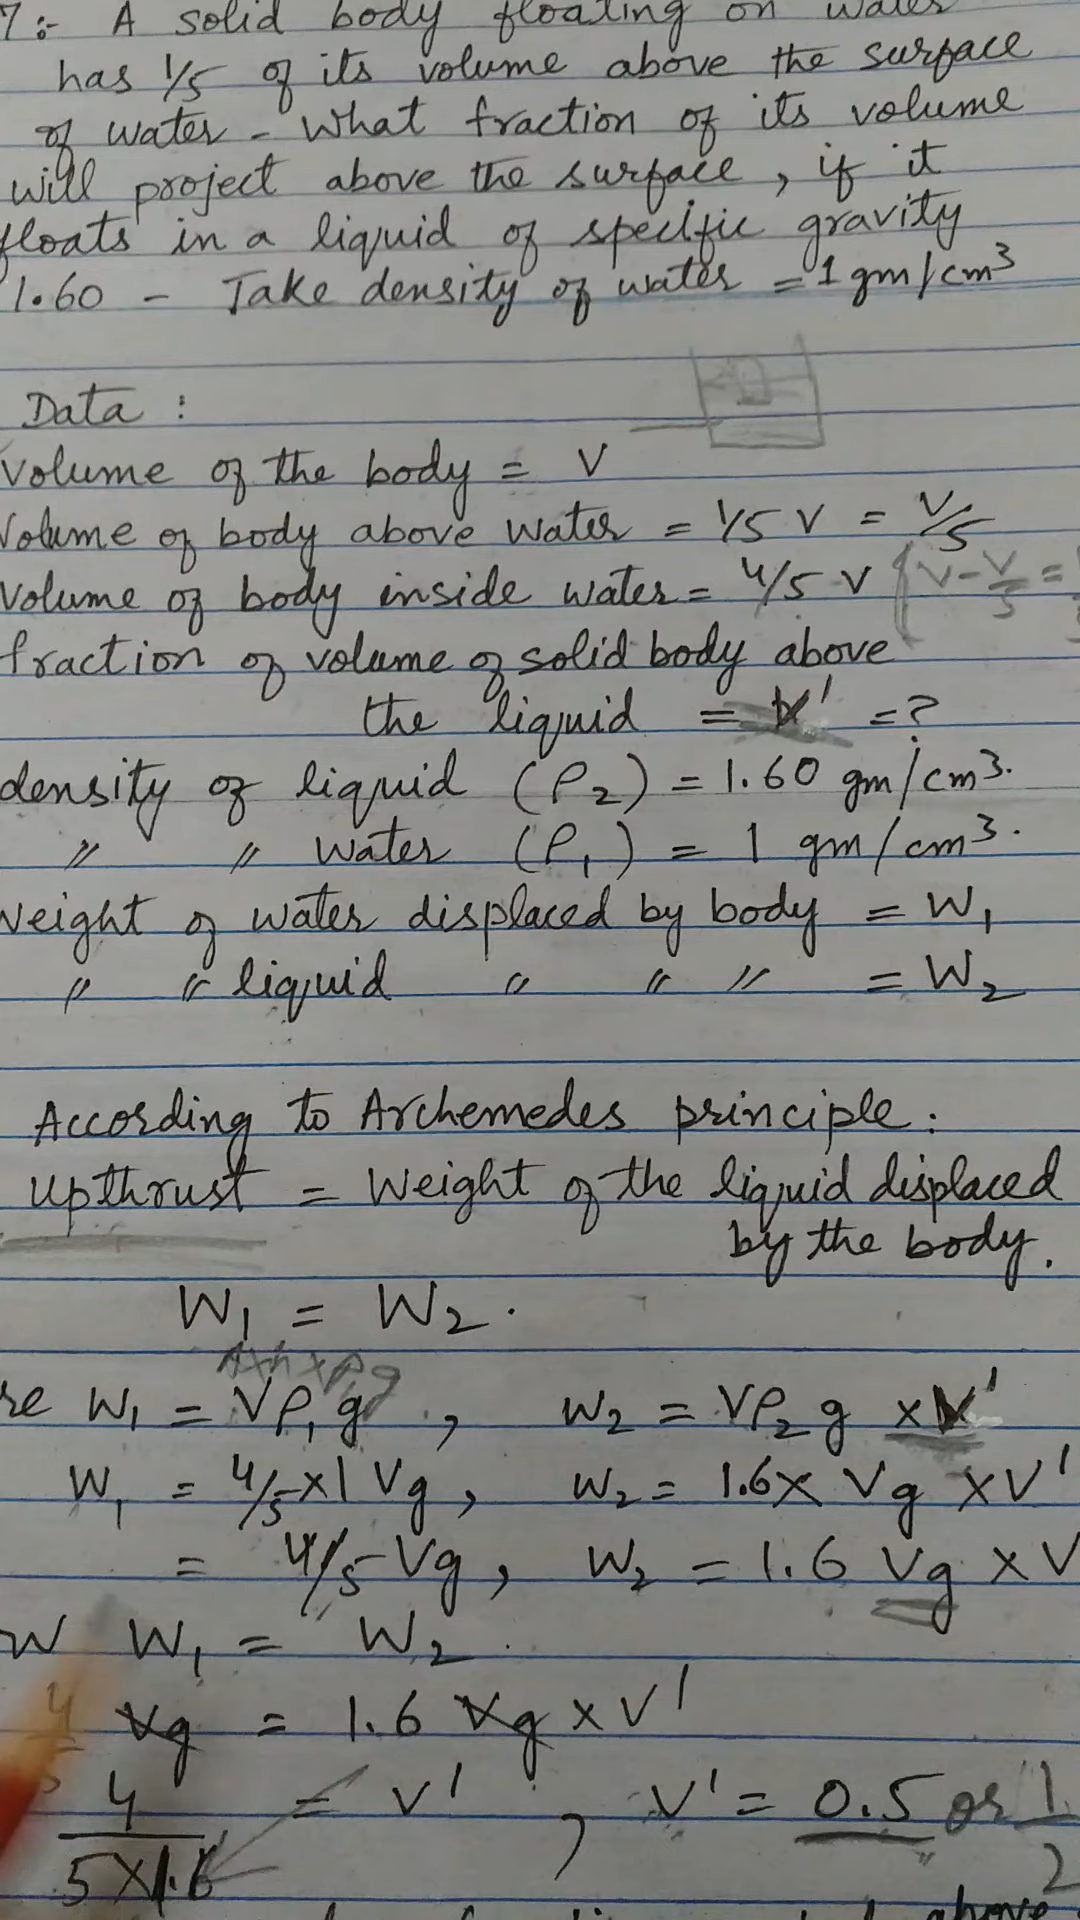 7:- A solid body floating on water
has 1/5 of its volume above the surface
of water - What fraction of its volume
will project above the surface, if it
floats in a liquid of specific gravity
1.60 - Take density of water = 1 gm/cm³
Data :
Volume of the body = V
Volume of body above water = 1/5 V = V/5
Volume of body inside water = 4/5 V { V - V/5 =
fraction of volume of solid body above
the liquid = V' = ?
density of liquid (ρ₂) = 1.60 gm/cm³.
〃 〃 water (ρ₁) = 1 gm/cm³.
weight of water displaced by body = W₁
〃 〃 liquid 〃 〃 〃 = W₂
According to Archemedes principle :
Upthrust = Weight of the liquid displaced
by the body.
W₁ = W₂ .
A×h×ρg
re W₁ = Vρ₁g , W₂ = Vρ₂g × V'
W₁ = 4/5 × 1 Vg , W₂ = 1.6 × Vg × V'
= 4/5 Vg , W₂ = 1.6 Vg × V
W W₁ = W₂ .
4/5 Vg = 1.6 Vg × V'
4/(5×1.6) = V' , V' = 0.5 or 1/2
above